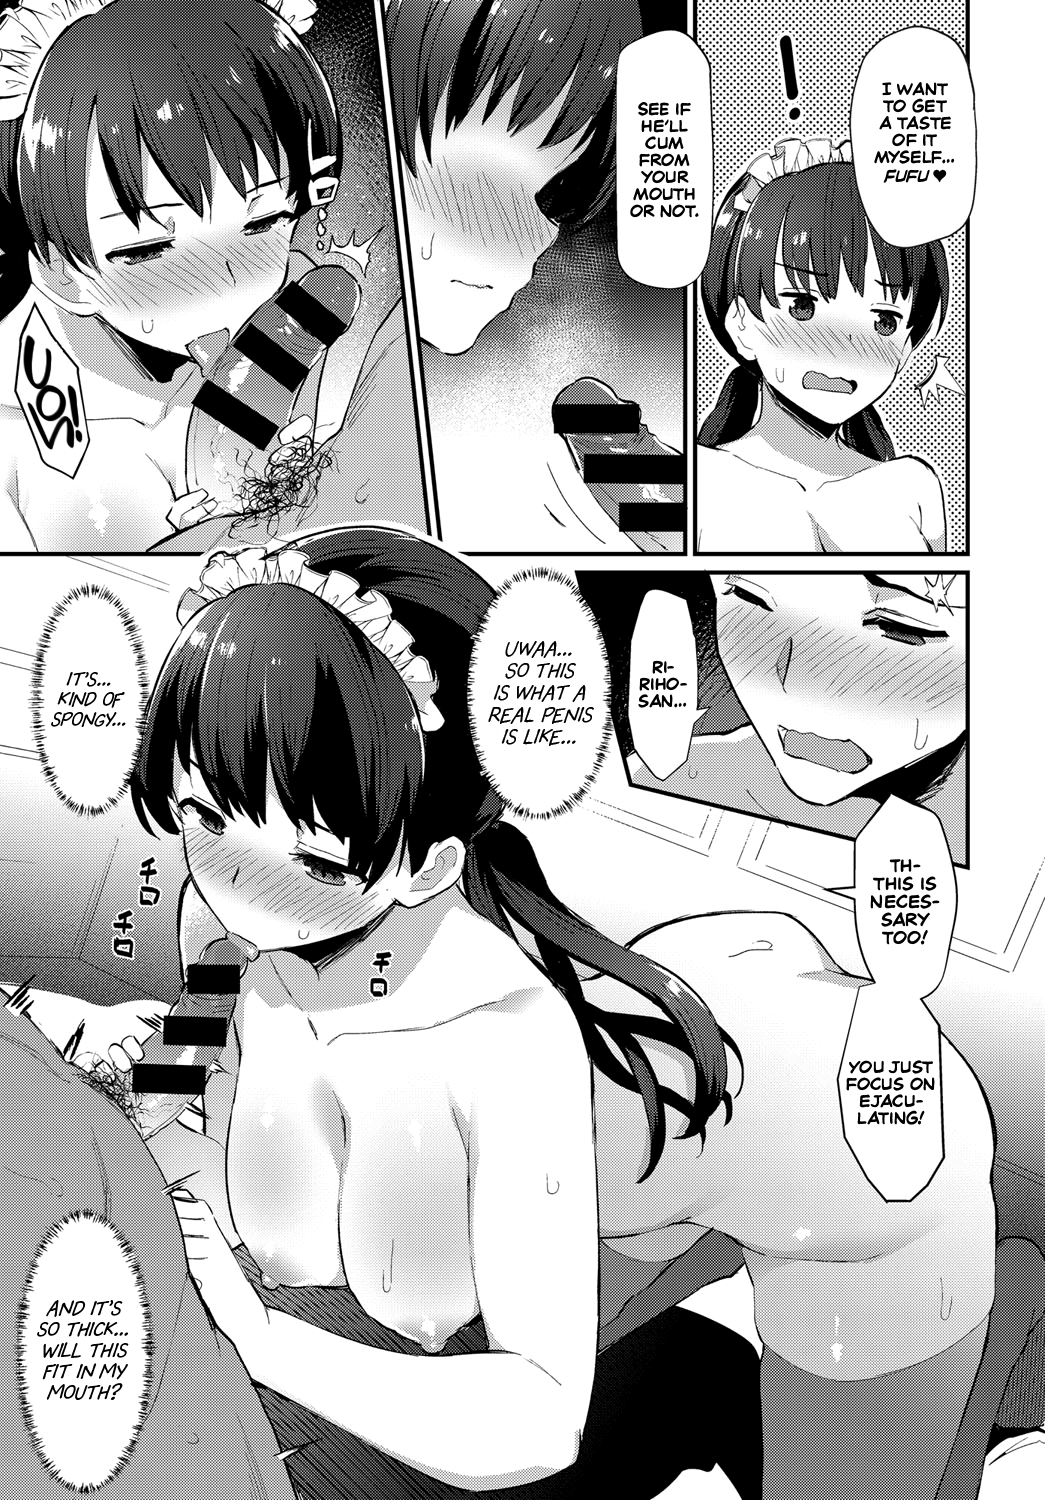 I WANT
TO GET
A TASTE
OF IT
MYSELF...
FUFU ♥
!
SEE IF
HE'LL
CUM
FROM
YOUR
MOUTH
OR NOT.
レロ...
RI-
RIHO-
SAN...
TH-
THIS IS
NECES-
SARY
TOO!
YOU JUST
FOCUS ON
EJACU-
LATING!
UWAA...
SO THIS
IS WHAT A
REAL PENIS
IS LIKE...
IT'S...
KIND OF
SPONGY...
チロ
チロ
チロ
AND IT'S
SO THICK...
WILL THIS
FIT IN MY
MOUTH?